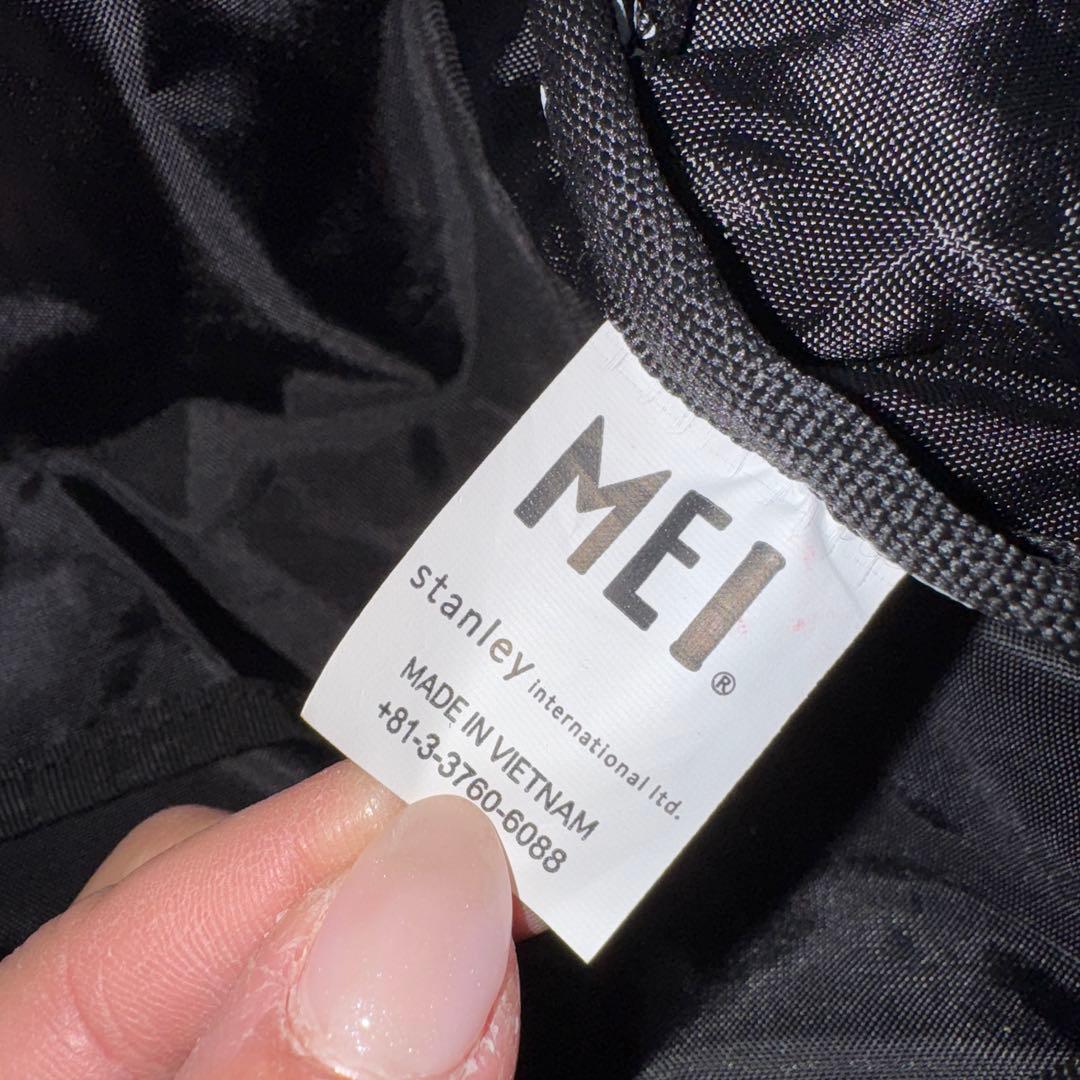 MEI®
stanley international ltd.
MADE IN VIETNAM
+81-3-3760-6088